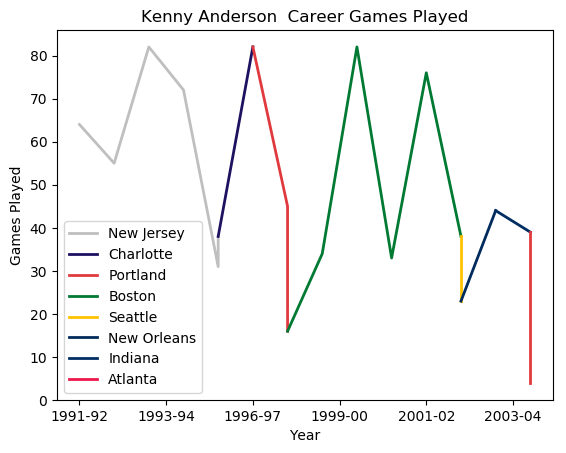 Kenny Anderson  Career Games Played
Games Played
80
70
60
50
40
30
20
10
0
New Jersey
Charlotte
Portland
Boston
Seattle
New Orleans
Indiana
Atlanta
1991-92 1993-94 1996-97 1999-00 2001-02 2003-04
Year